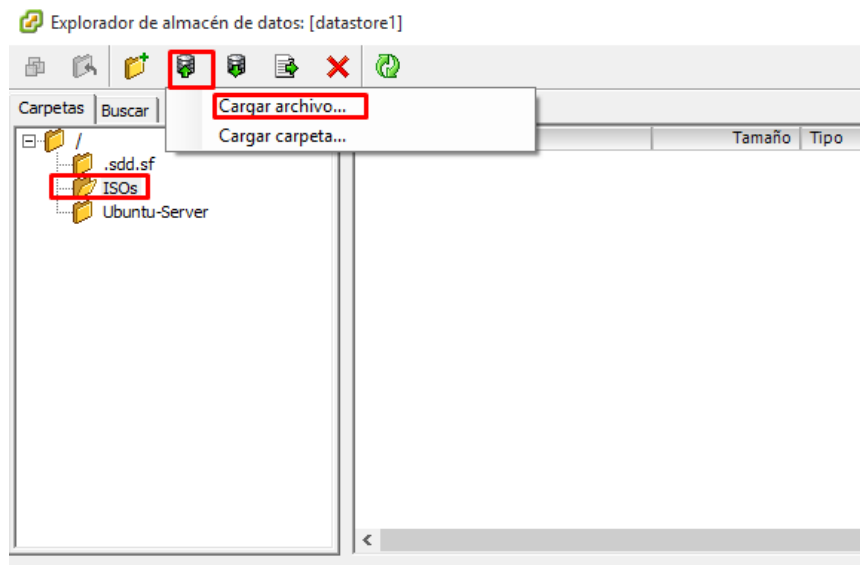 Explorador de almacén de datos: [datastore1]
Carpetas Buscar
Cargar archivo...
Cargar carpeta...
Tamaño Tipo
/
.sdd.sf
ISOs
Ubuntu-Server